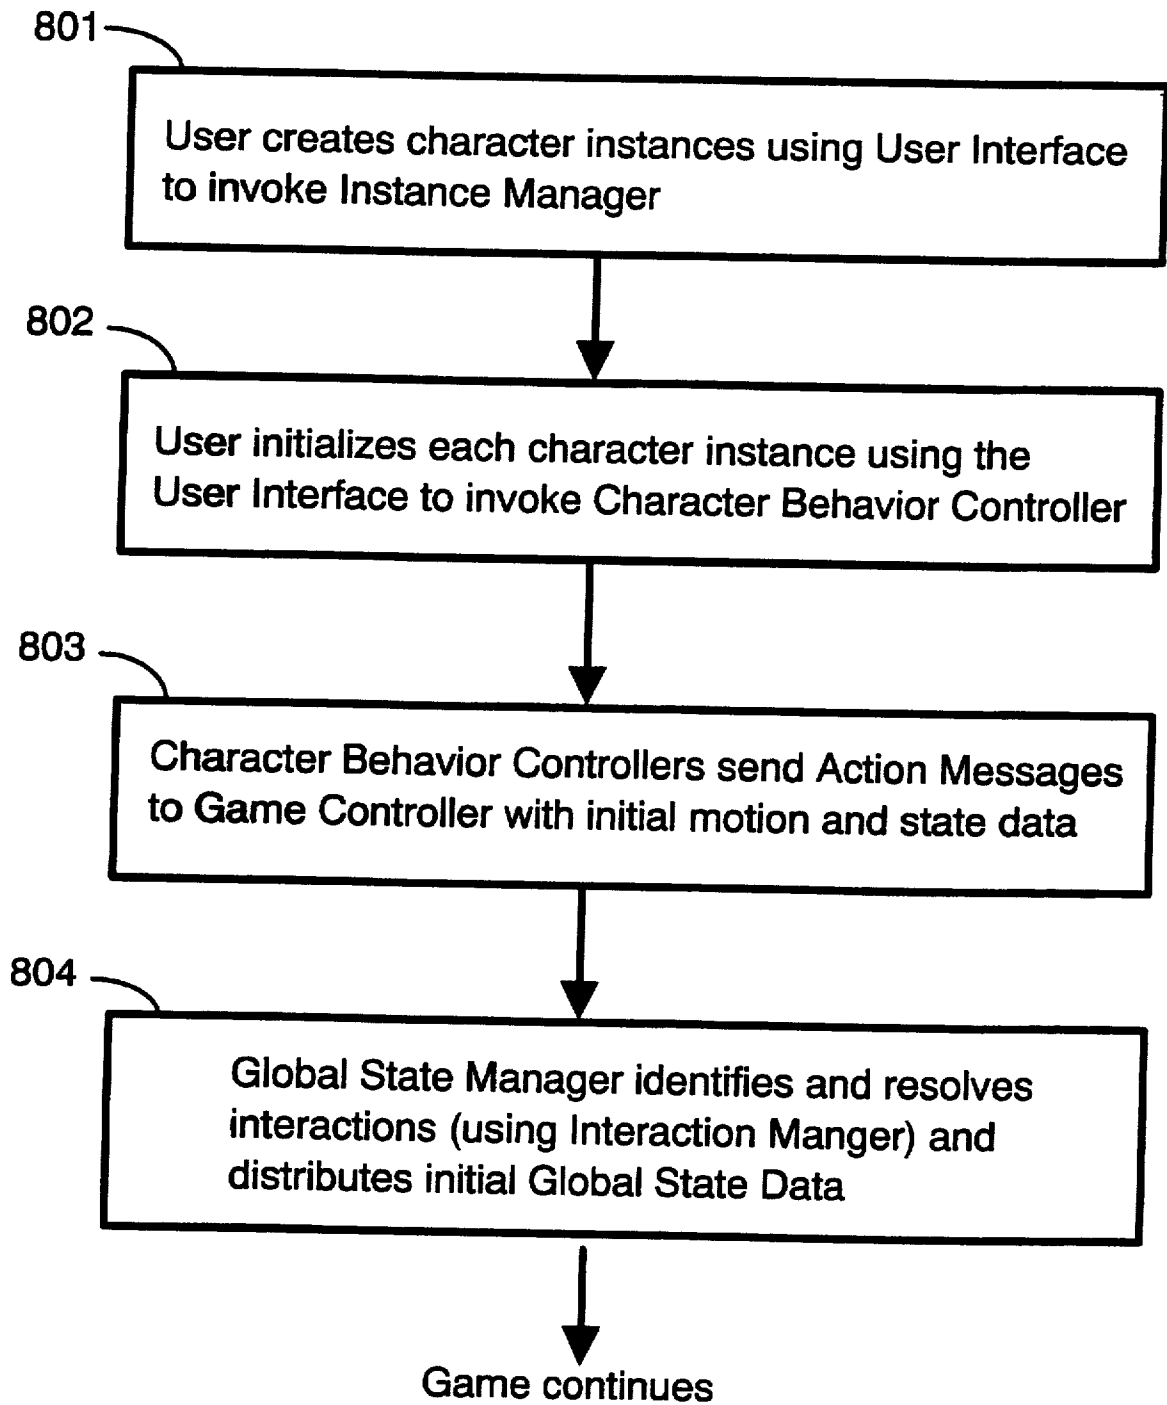 801
User creates character instances using User Interface
to invoke Instance Manager
802
User initializes each character instance using the
User Interface to invoke Character Behavior Controller
803
Character Behavior Controllers send Action Messages
to Game Controller with initial motion and state data
804
Global State Manager identifies and resolves
interactions (using Interaction Manger) and
distributes initial Global State Data
Game continues